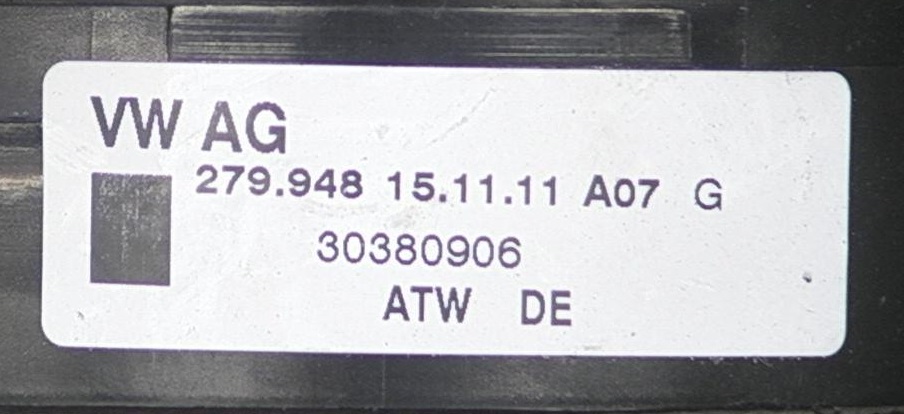 VW AG
279.948 15.11.11 A07 G
30380906
ATW DE